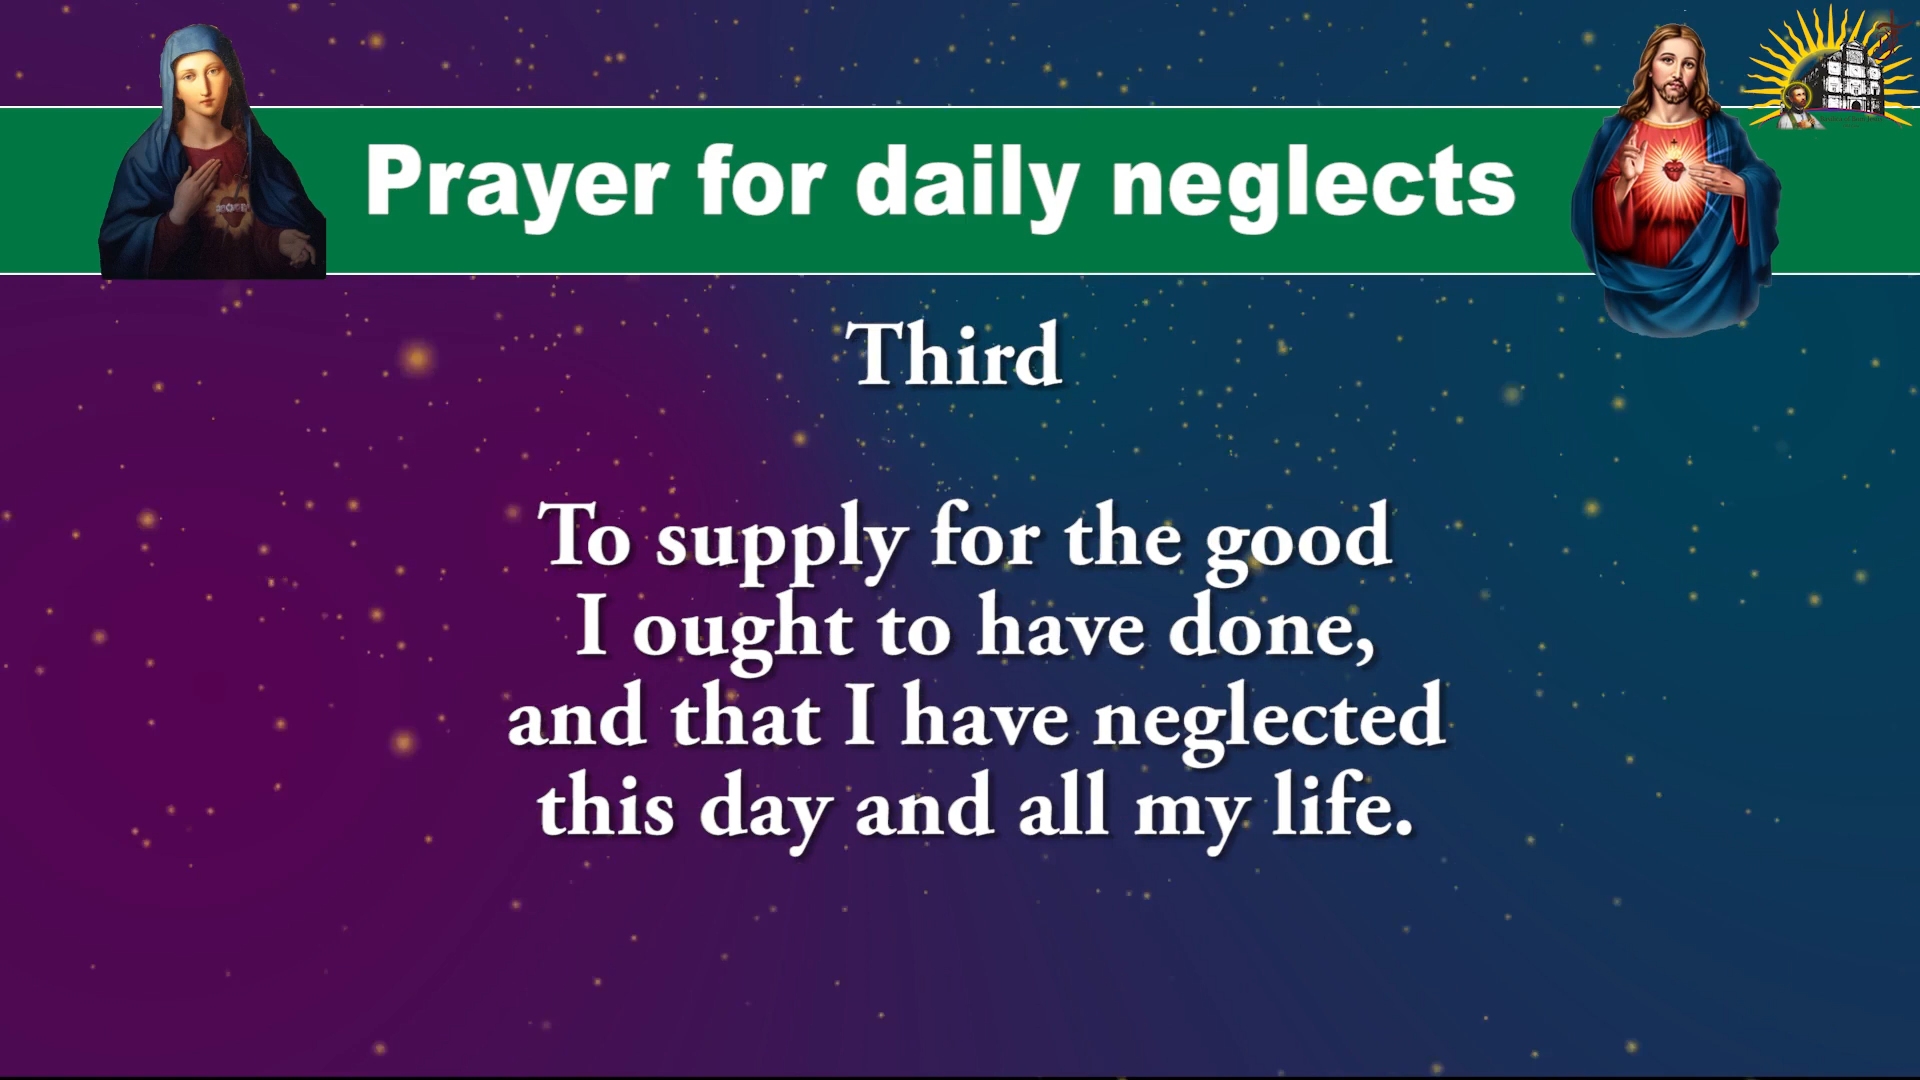 Prayer for daily neglects
Third
To supply for the good
I ought to have done,
and that I have neglected
this day and all my life.